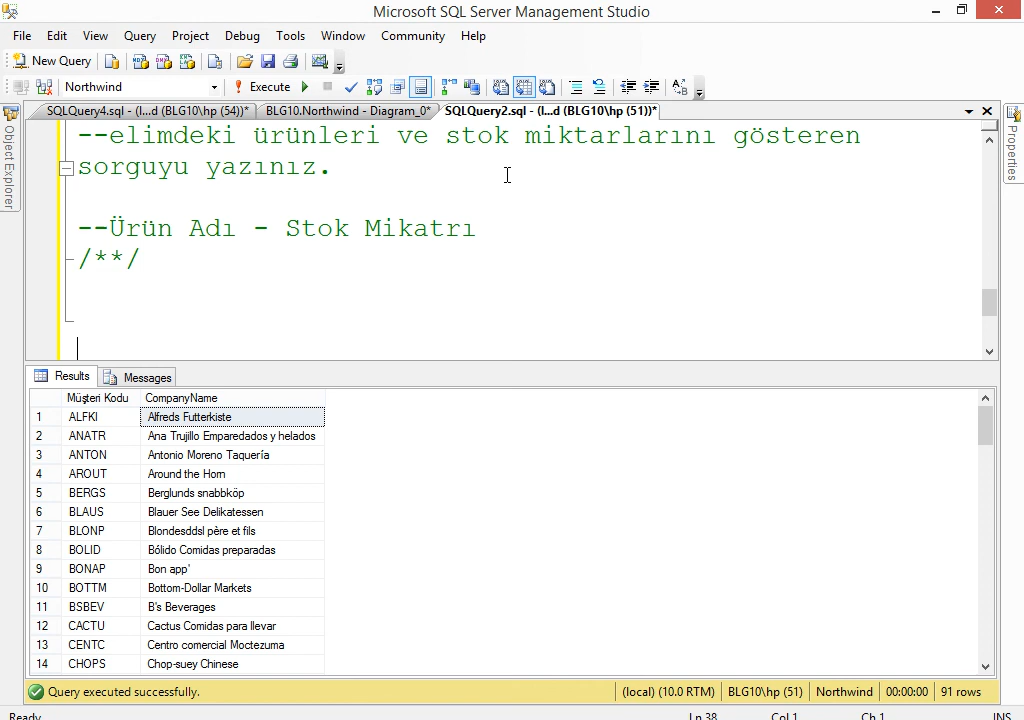 Microsoft SQL Server Management Studio
File Edit View Query Project Debug Tools Window Community Help
New Query
Northwind Execute
SQLQuery4.sql - (l...d (BLG10\hp (54))* BLG10.Northwind - Diagram_0* SQLQuery2.sql - (l...d (BLG10\hp (51))*
Object Explorer
Properties
--elimdeki ürünleri ve stok miktarlarını gösteren
sorguyu yazınız.
--Ürün Adı - Stok Mikatrı
/**/
Results Messages
Müşteri Kodu CompanyName
1 ALFKI Alfreds Futterkiste
2 ANATR Ana Trujillo Emparedados y helados
3 ANTON Antonio Moreno Taquería
4 AROUT Around the Horn
5 BERGS Berglunds snabbköp
6 BLAUS Blauer See Delikatessen
7 BLONP Blondesddsl père et fils
8 BOLID Bólido Comidas preparadas
9 BONAP Bon app'
10 BOTTM Bottom-Dollar Markets
11 BSBEV B's Beverages
12 CACTU Cactus Comidas para llevar
13 CENTC Centro comercial Moctezuma
14 CHOPS Chop-suey Chinese
Query executed successfully. (local) (10.0 RTM) BLG10\hp (51) Northwind 00:00:00 91 rows
Ready Ln 38 Col 1 Ch 1 INS